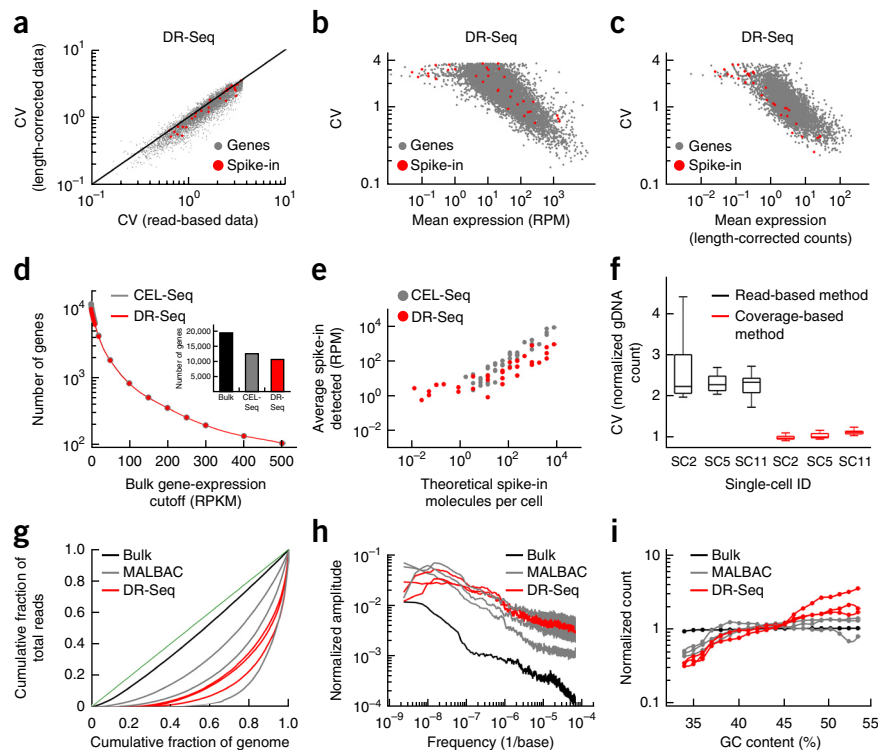 a
DR-Seq
10¹
10⁰
10⁻¹
10⁻¹
10⁰
10¹
CV
(length-corrected data)
CV (read-based data)
Genes
Spike-in
b
DR-Seq
4
1
0.1
10⁻¹
10¹
10³
CV
Mean expression (RPM)
Genes
Spike-in
c
DR-Seq
4
1
0.1
10⁻²
10⁰
10²
CV
Mean expression
(length-corrected counts)
Genes
Spike-in
d
10⁴
10³
10²
0
100
200
300
400
500
Number of genes
Bulk gene-expression
cutoff (RPKM)
CEL-Seq
DR-Seq
Number of genes
20,000
15,000
10,000
5,000
Bulk
CEL-
Seq
DR-
Seq
e
CEL-Seq
DR-Seq
10⁴
10²
10⁰
10⁻²
10⁻²
10⁰
10²
10⁴
Average spike-in
detected (RPM)
Theoretical spike-in
molecules per cell
f
CV (normalized gDNA
count)
4
3
2
1
Read-based method
Coverage-based
method
SC2
SC5
SC11
SC2
SC5
SC11
Single-cell ID
g
Bulk
MALBAC
DR-Seq
1.0
0.8
0.6
0.4
0.2
0
0
0.2
0.4
0.6
0.8
1.0
Cumulative fraction of
total reads
Cumulative fraction of genome
h
Bulk
MALBAC
DR-Seq
10⁻¹
10⁻²
10⁻³
10⁻⁴
10⁻⁹
10⁻⁸
10⁻⁷
10⁻⁶
10⁻⁵
10⁻⁴
Normalized amplitude
Frequency (1/base)
i
Bulk
MALBAC
DR-Seq
10
1
0.1
35
40
45
50
55
Normalized count
GC content (%)